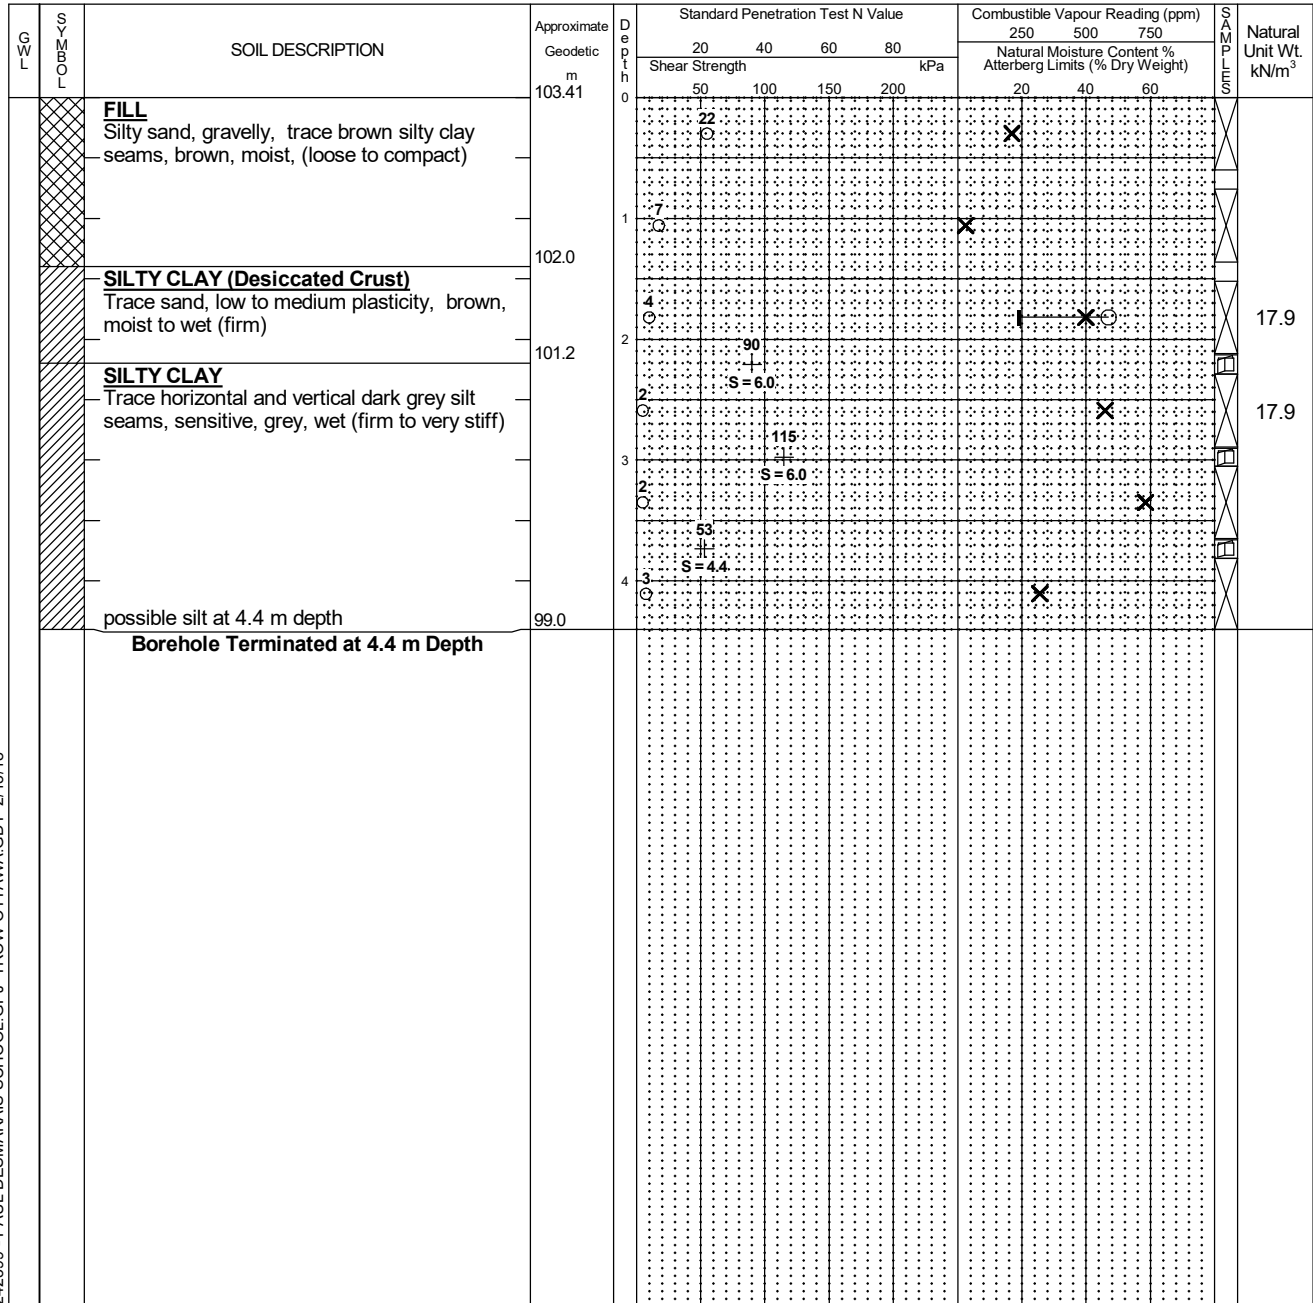 GWL
SYMBOL
SOIL DESCRIPTION
Approximate
Geodetic
m
103.41
Depth
Standard Penetration Test N Value
20 40 60 80
Shear Strength kPa
50 100 150 200
Combustible Vapour Reading (ppm)
250 500 750
Natural Moisture Content %
Atterberg Limits (% Dry Weight)
20 40 60
SAMPLES
Natural
Unit Wt.
kN/m³
0
FILL
Silty sand, gravelly, trace brown silty clay
seams, brown, moist, (loose to compact)
22
7
1
102.0
SILTY CLAY (Desiccated Crust)
Trace sand, low to medium plasticity, brown,
moist to wet (firm)
4
17.9
2
101.2
90
S = 6.0
SILTY CLAY
Trace horizontal and vertical dark grey silt
seams, sensitive, grey, wet (firm to very stiff)
2
17.9
115
3
S = 6.0
2
53
S = 4.4
4
3
possible silt at 4.4 m depth
99.0
Borehole Terminated at 4.4 m Depth